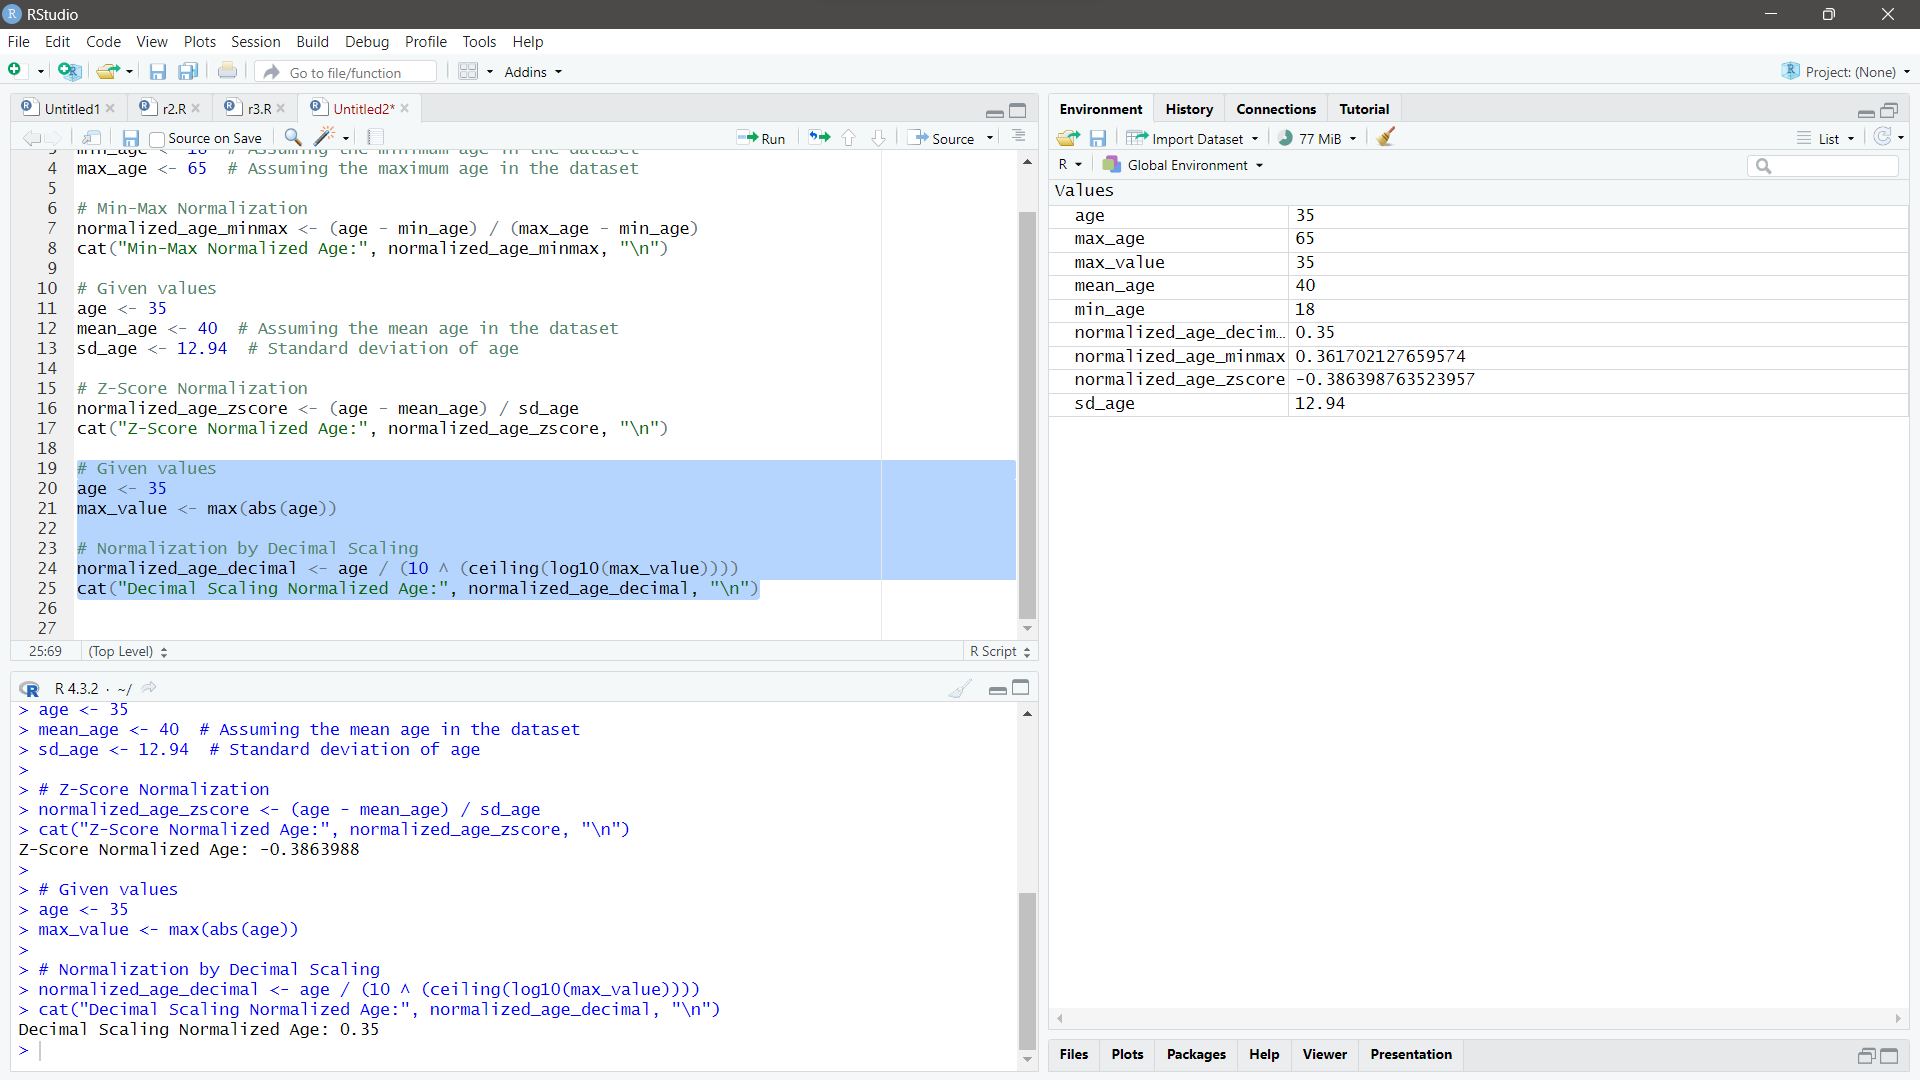 RStudio
File Edit Code View Plots Session Build Debug Profile Tools Help
Go to file/function Addins Project: (None)
Untitled1 r2.R r3.R Untitled2*
Source on Save Run Source
4 max_age <- 65  # Assuming the maximum age in the dataset
5
6 # Min-Max Normalization
7 normalized_age_minmax <- (age - min_age) / (max_age - min_age)
8 cat("Min-Max Normalized Age:", normalized_age_minmax, "\n")
9
10 # Given values
11 age <- 35
12 mean_age <- 40  # Assuming the mean age in the dataset
13 sd_age <- 12.94  # Standard deviation of age
14
15 # Z-Score Normalization
16 normalized_age_zscore <- (age - mean_age) / sd_age
17 cat("Z-Score Normalized Age:", normalized_age_zscore, "\n")
18
19 # Given values
20 age <- 35
21 max_value <- max(abs(age))
22
23 # Normalization by Decimal Scaling
24 normalized_age_decimal <- age / (10 ^ (ceiling(log10(max_value))))
25 cat("Decimal Scaling Normalized Age:", normalized_age_decimal, "\n")
26
27
25:69 (Top Level) R Script
R 4.3.2 · ~/
> age <- 35
> mean_age <- 40  # Assuming the mean age in the dataset
> sd_age <- 12.94  # Standard deviation of age
>
> # Z-Score Normalization
> normalized_age_zscore <- (age - mean_age) / sd_age
> cat("Z-Score Normalized Age:", normalized_age_zscore, "\n")
Z-Score Normalized Age: -0.3863988
>
> # Given values
> age <- 35
> max_value <- max(abs(age))
>
> # Normalization by Decimal Scaling
> normalized_age_decimal <- age / (10 ^ (ceiling(log10(max_value))))
> cat("Decimal Scaling Normalized Age:", normalized_age_decimal, "\n")
Decimal Scaling Normalized Age: 0.35
>
Environment History Connections Tutorial
Import Dataset 77 MiB List
R Global Environment
Values
age 35
max_age 65
max_value 35
mean_age 40
min_age 18
normalized_age_decim… 0.35
normalized_age_minmax 0.361702127659574
normalized_age_zscore -0.386398763523957
sd_age 12.94
Files Plots Packages Help Viewer Presentation